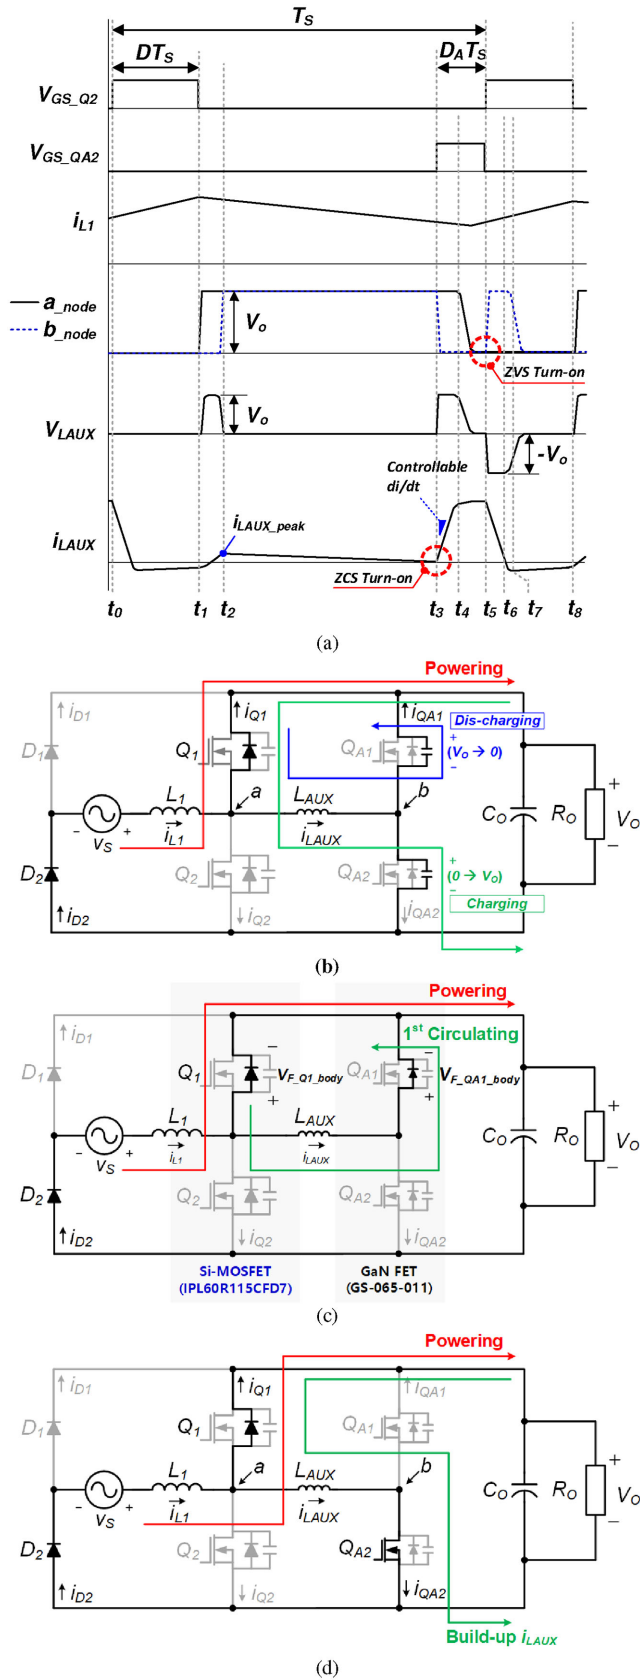 T_S
DT_S
D_A T_S
V_GS_Q2
V_GS_QA2
i_L1
a_node
b_node
V_o
ZVS Turn-on
V_LAUX
V_o
-V_o
Controllable
di/dt
i_LAUX
i_LAUX_peak
ZCS Turn-on
t_0 t_1 t_2 t_3 t_4 t_5 t_6 t_7 t_8
(a)
Powering
i_D1 i_Q1 i_QA1
Dis-charging
D_1 Q_1 Q_A1
+
(V_O → 0)
−
L_1 a L_AUX b
− v_S + i_L1 i_LAUX
C_O R_O + V_O −
D_2 Q_2 Q_A2
+
(0 → V_O)
−
Charging
i_D2 i_Q2 i_QA2
(b)
Powering
i_D1
1st Circulating
D_1 Q_1 − V_F_Q1_body + Q_A1 − V_F_QA1_body +
L_1 L_AUX
− v_S + i_L1 i_LAUX
C_O R_O + V_O −
D_2 Q_2 Q_A2
i_D2 i_Q2 i_QA2
Si-MOSFET GaN FET
(IPL60R115CFD7) (GS-065-011)
(c)
Powering
i_D1 i_Q1 i_QA1
D_1 Q_1 Q_A1
L_1 a L_AUX b
− v_S + i_L1 i_LAUX
C_O R_O + V_O −
D_2 Q_2 Q_A2
i_D2 i_Q2 i_QA2
Build-up i_LAUX
(d)